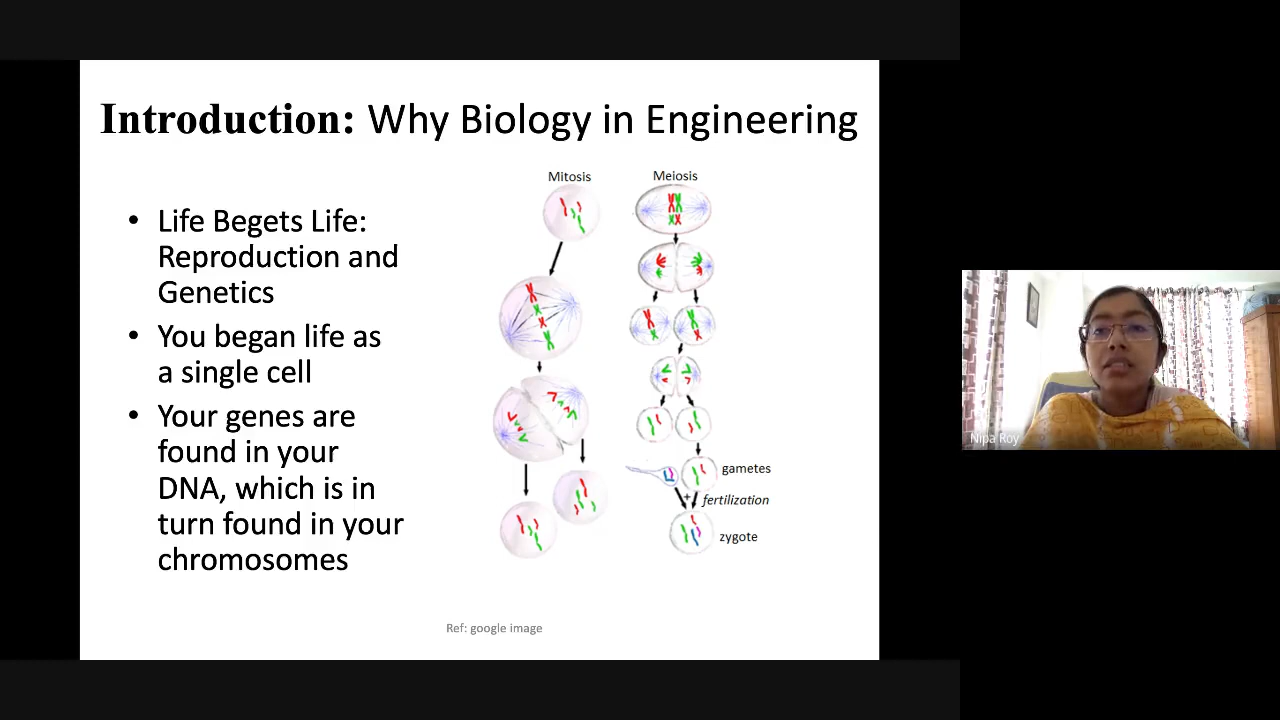 Introduction: Why Biology in Engineering
• Life Begets Life:
Reproduction and
Genetics
• You began life as
a single cell
• Your genes are
found in your
DNA, which is in
turn found in your
chromosomes
Mitosis
Meiosis
gametes
+
fertilization
zygote
Ref: google image
Nipa Roy